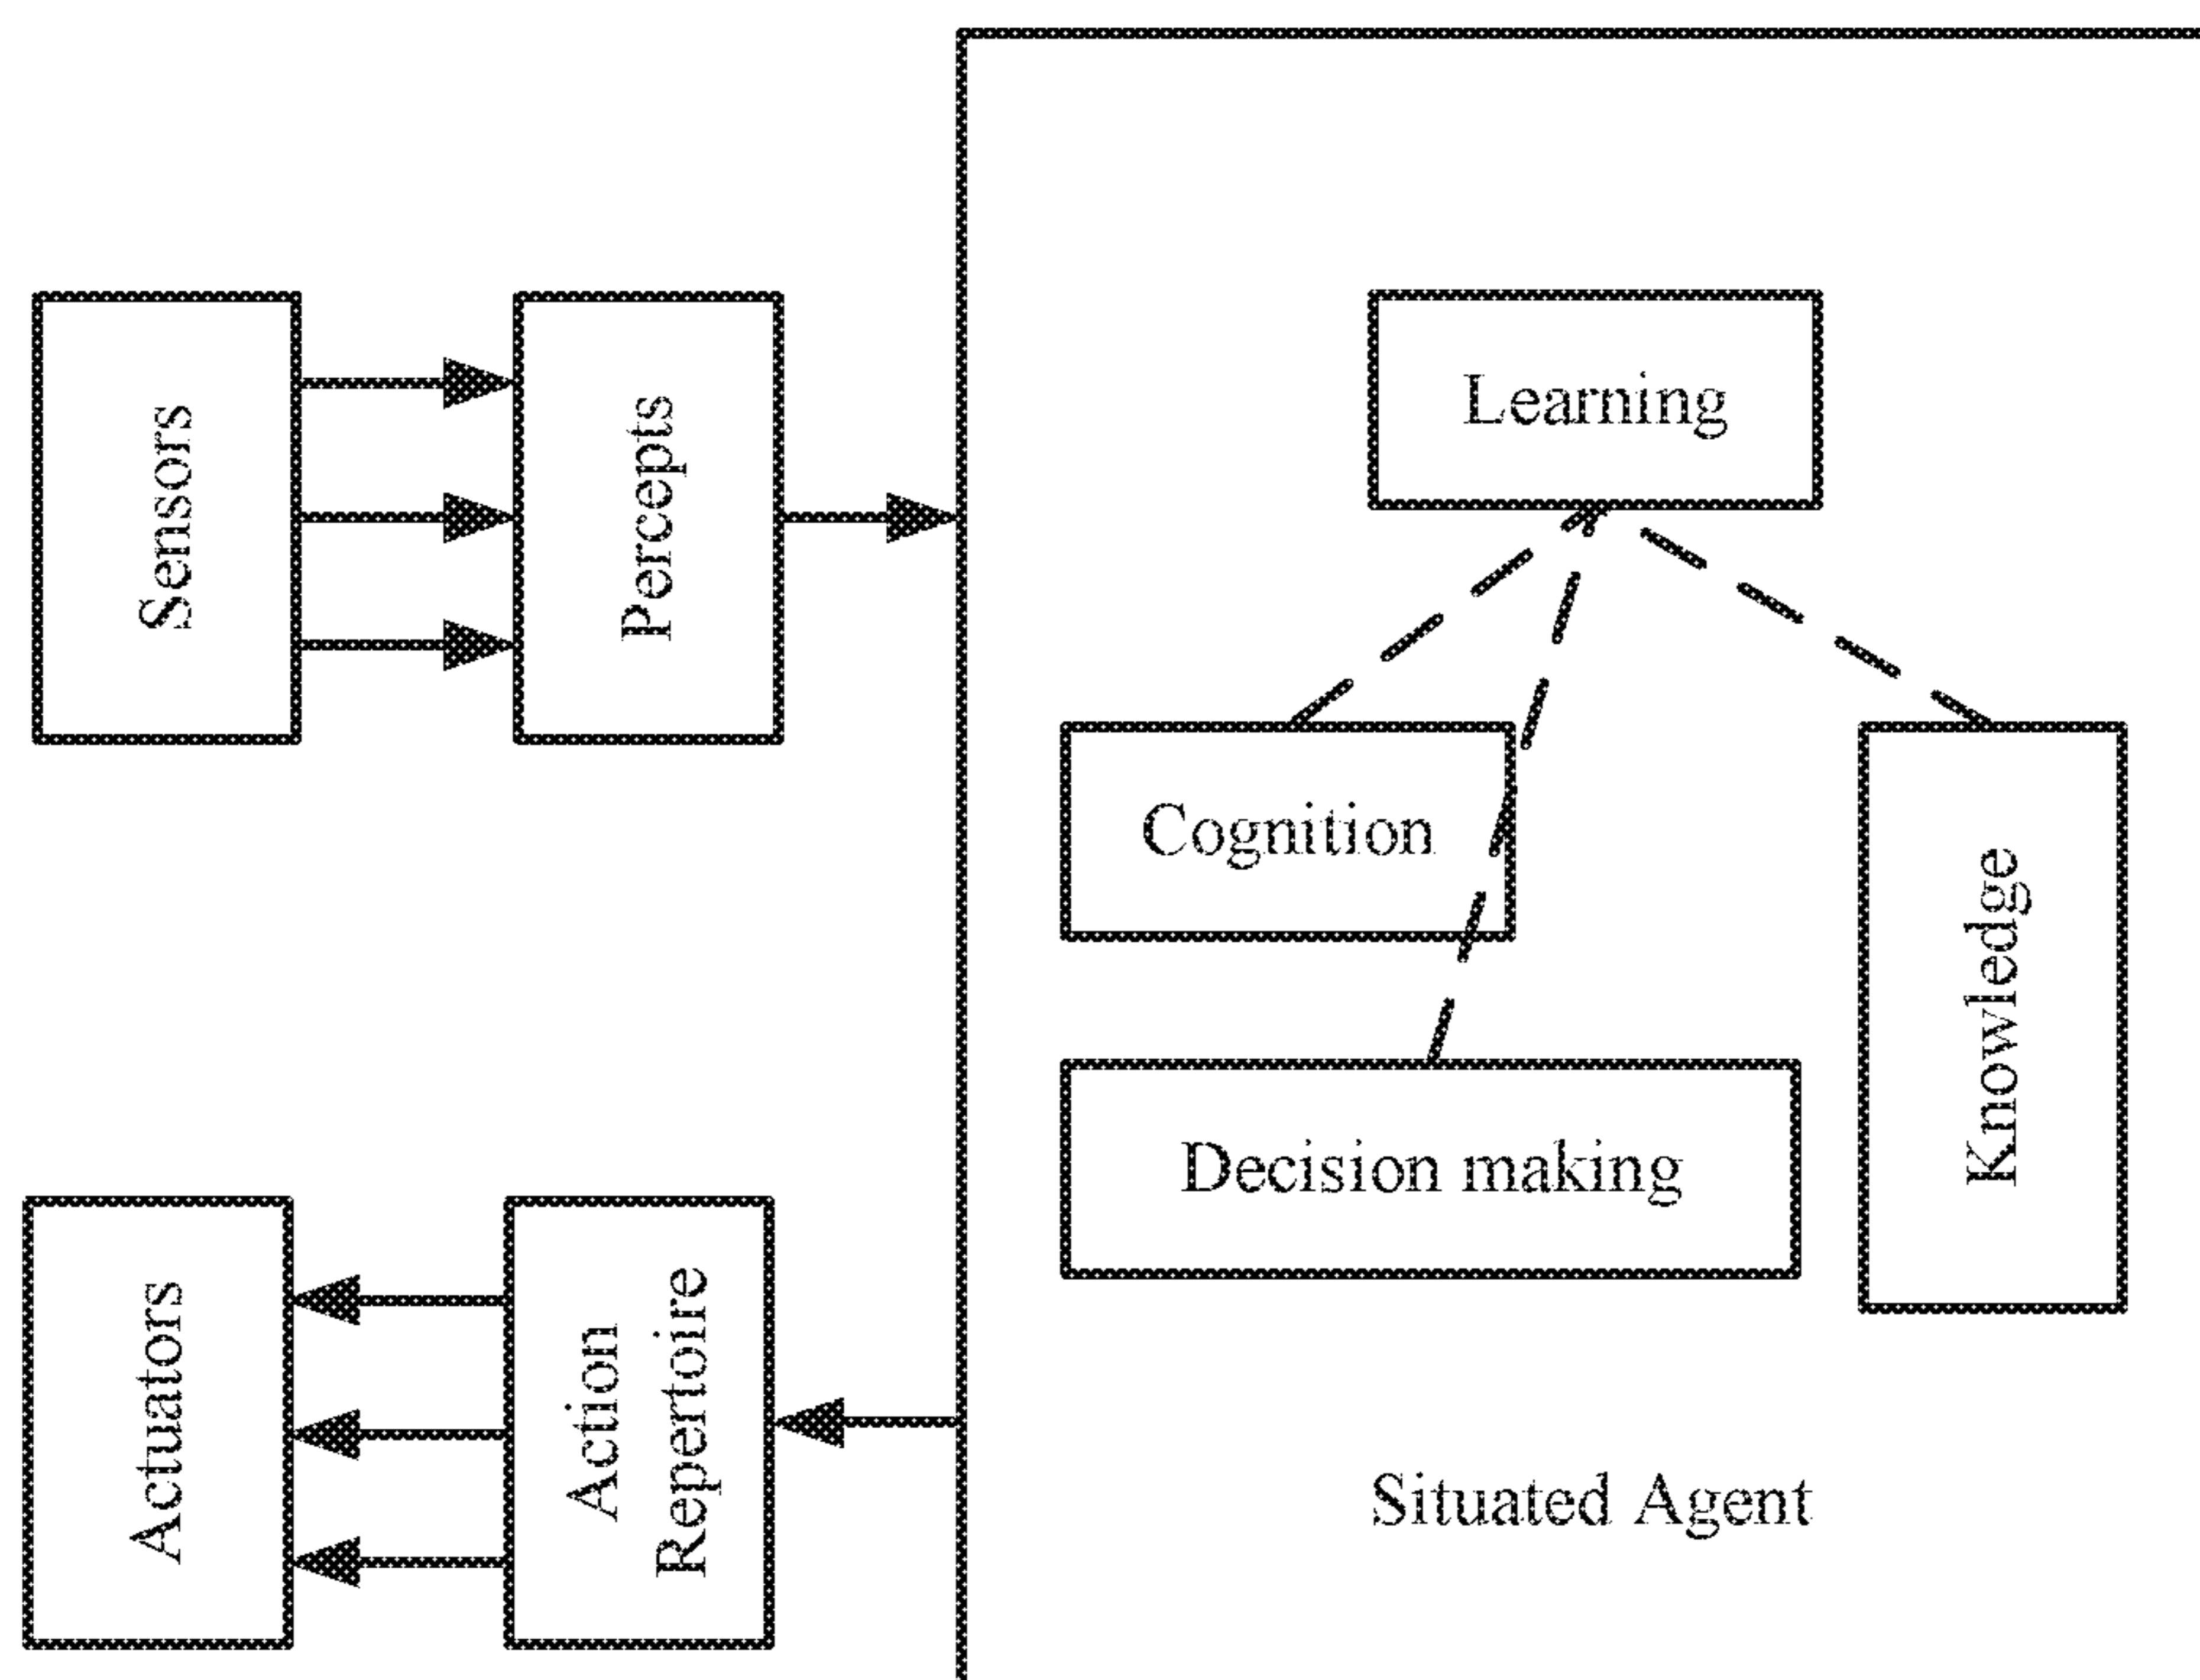 Sensors
Percepts
Learning
Cognition
Knowledge
Decision making
Actuators
Action
Repertoire
Situated Agent